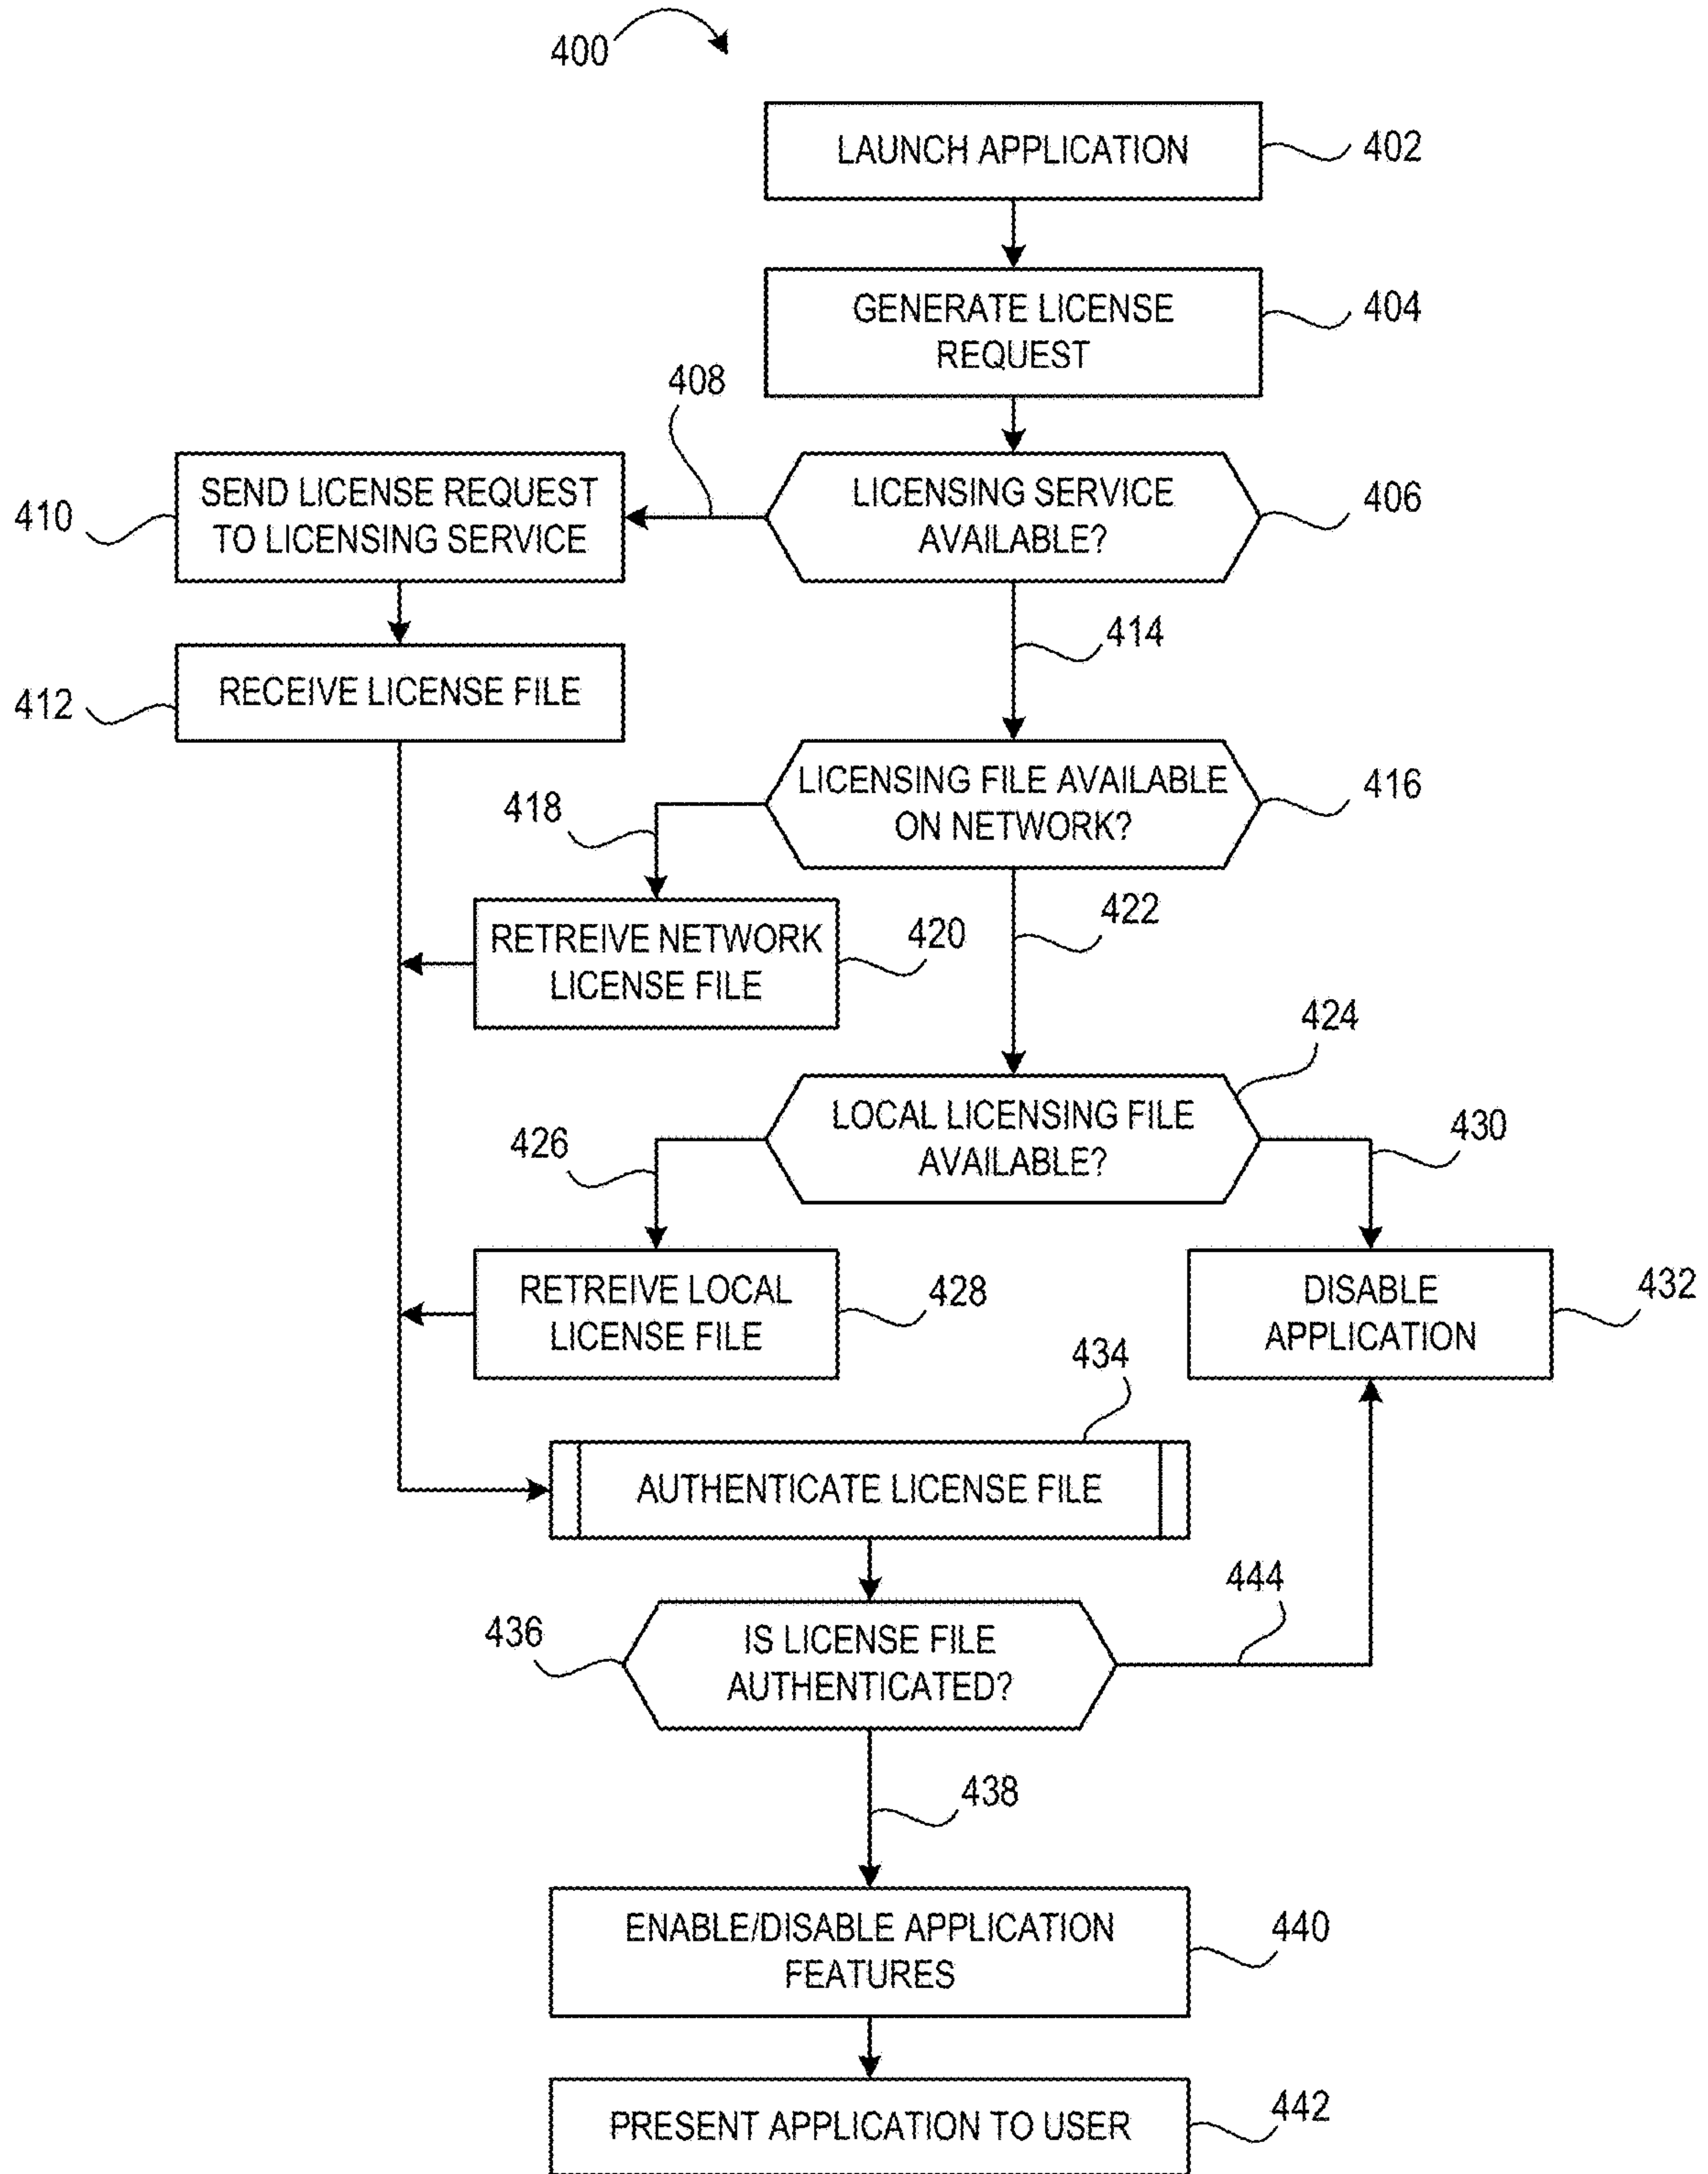 400
LAUNCH APPLICATION
402
GENERATE LICENSE
REQUEST
404
408
SEND LICENSE REQUEST
TO LICENSING SERVICE
410
LICENSING SERVICE
AVAILABLE?
406
414
RECEIVE LICENSE FILE
412
LICENSING FILE AVAILABLE
ON NETWORK?
416
418
422
RETREIVE NETWORK
LICENSE FILE
420
424
LOCAL LICENSING FILE
AVAILABLE?
426
430
RETREIVE LOCAL
LICENSE FILE
428
DISABLE
APPLICATION
432
434
AUTHENTICATE LICENSE FILE
444
436
IS LICENSE FILE
AUTHENTICATED?
438
ENABLE/DISABLE APPLICATION
FEATURES
440
PRESENT APPLICATION TO USER
442